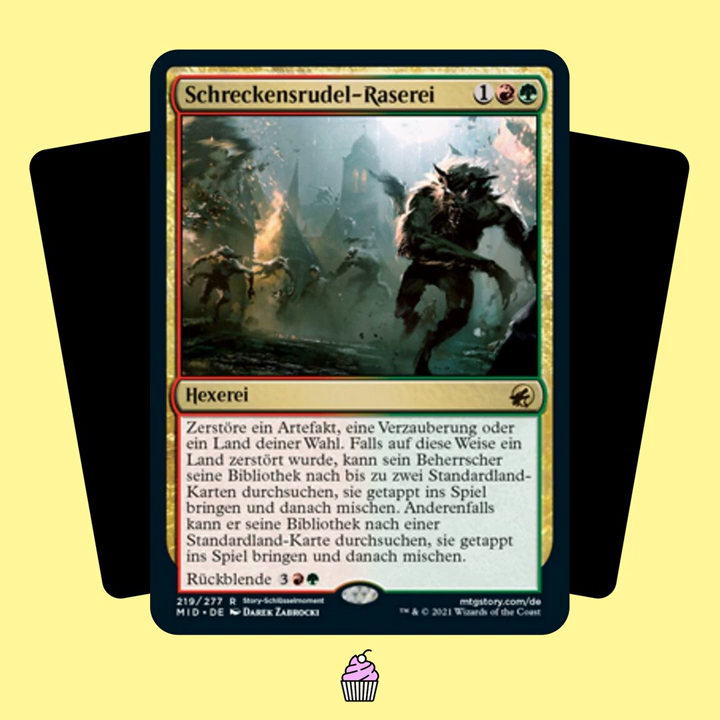 Schreckensrudel-Raserei 1
Hexerei
Zerstöre ein Artefakt, eine Verzauberung oder
ein Land deiner Wahl. Falls auf diese Weise ein
Land zerstört wurde, kann sein Beherrscher
seine Bibliothek nach bis zu zwei Standardland-
Karten durchsuchen, sie getappt ins Spiel
bringen und danach mischen. Anderenfalls
kann er seine Bibliothek nach einer
Standardland-Karte durchsuchen, sie getappt
ins Spiel bringen und danach mischen.
Rückblende 3
219/277 R Story-Schlüsselmoment
MID • DE Darek Zabrocki
mtgstory.com/de
™ & © 2021 Wizards of the Coast